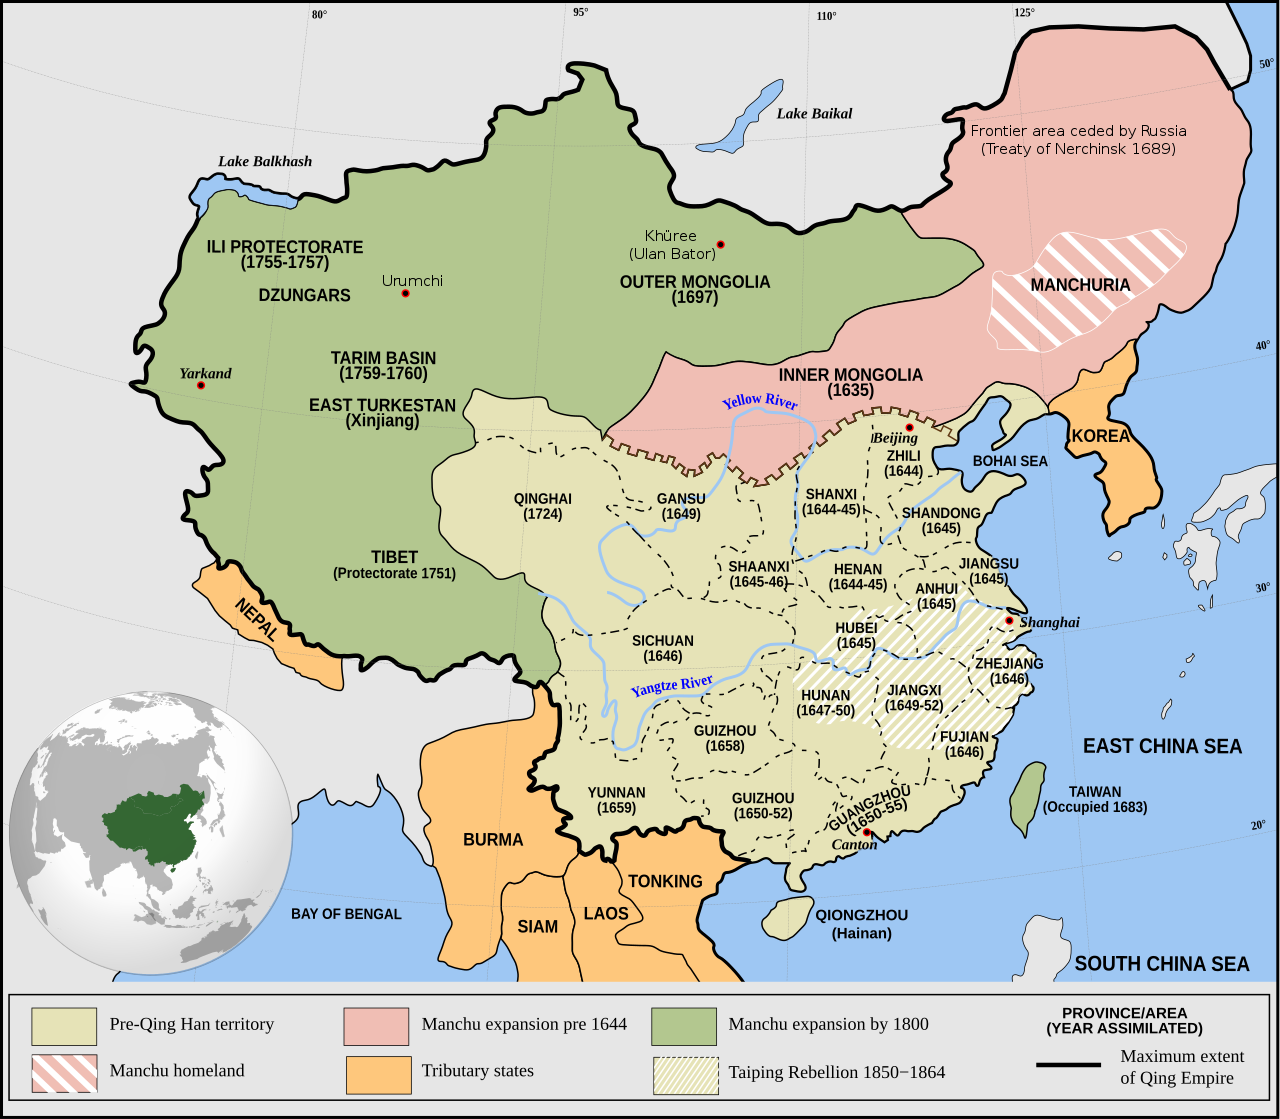 80°
95°
110°
125°
50°
Lake Baikal
Frontier area ceded by Russia
(Treaty of Nerchinsk 1689)
Lake Balkhash
ILI PROTECTORATE
(1755-1757)
DZUNGARS
Urumchi
Khüree
(Ulan Bator)
OUTER MONGOLIA
(1697)
MANCHURIA
40°
Yarkand
TARIM BASIN
(1759-1760)
EAST TURKESTAN
(Xinjiang)
INNER MONGOLIA
(1635)
Yellow River
Beijing
ZHILI
(1644)
KOREA
BOHAI SEA
QINGHAI
(1724)
GANSU
(1649)
SHANXI
(1644-45)
SHANDONG
(1645)
TIBET
(Protectorate 1751)
SHAANXI
(1645-46)
HENAN
(1644-45)
JIANGSU
(1645)
ANHUI
(1645)
30°
NEPAL
SICHUAN
(1646)
HUBEI
(1645)
Shanghai
ZHEJIANG
(1646)
Yangtze River
HUNAN
(1647-50)
JIANGXI
(1649-52)
GUIZHOU
(1658)
FUJIAN
(1646)
EAST CHINA SEA
YUNNAN
(1659)
GUIZHOU
(1650-52)
GUANGZHOU
(1650-55)
Canton
TAIWAN
(Occupied 1683)
20°
BURMA
TONKING
BAY OF BENGAL
SIAM
LAOS
QIONGZHOU
(Hainan)
SOUTH CHINA SEA
Pre-Qing Han territory
Manchu expansion pre 1644
Manchu expansion by 1800
PROVINCE/AREA
(YEAR ASSIMILATED)
Manchu homeland
Tributary states
Taiping Rebellion 1850−1864
Maximum extent
of Qing Empire